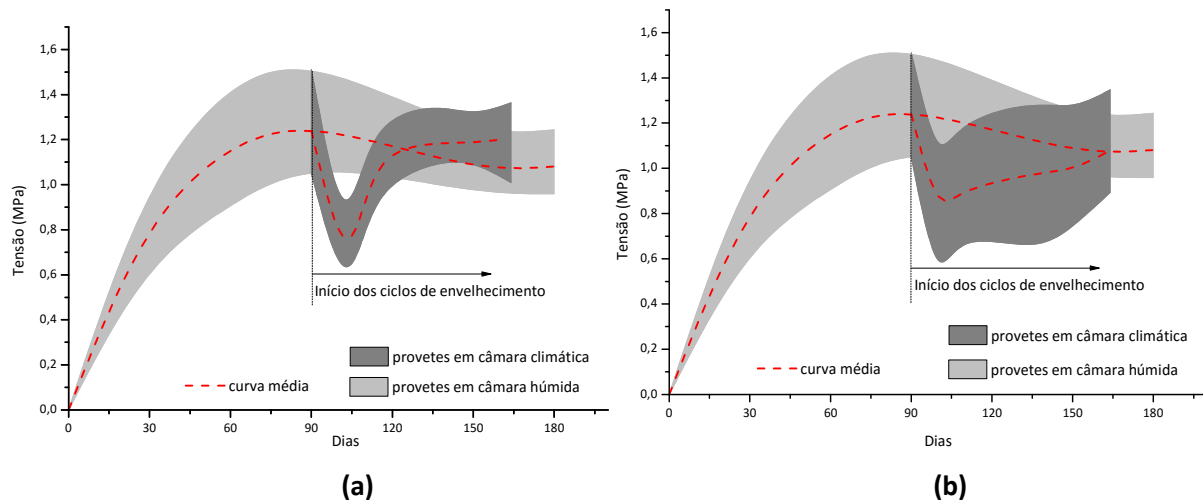 1,6
1,4
1,2
1,0
0,8
0,6
0,4
0,2
0,0
Tensão (MPa)
0
30
60
90
120
150
180
Dias
Início dos ciclos de envelhecimento
curva média
provetes em câmara climática
provetes em câmara húmida
(a)
1,6
1,4
1,2
1,0
0,8
0,6
0,4
0,2
0,0
Tensão (MPa)
0
30
60
90
120
150
180
Dias
Início dos ciclos de envelhecimento
curva média
provetes em câmara climática
provetes em câmara húmida
(b)